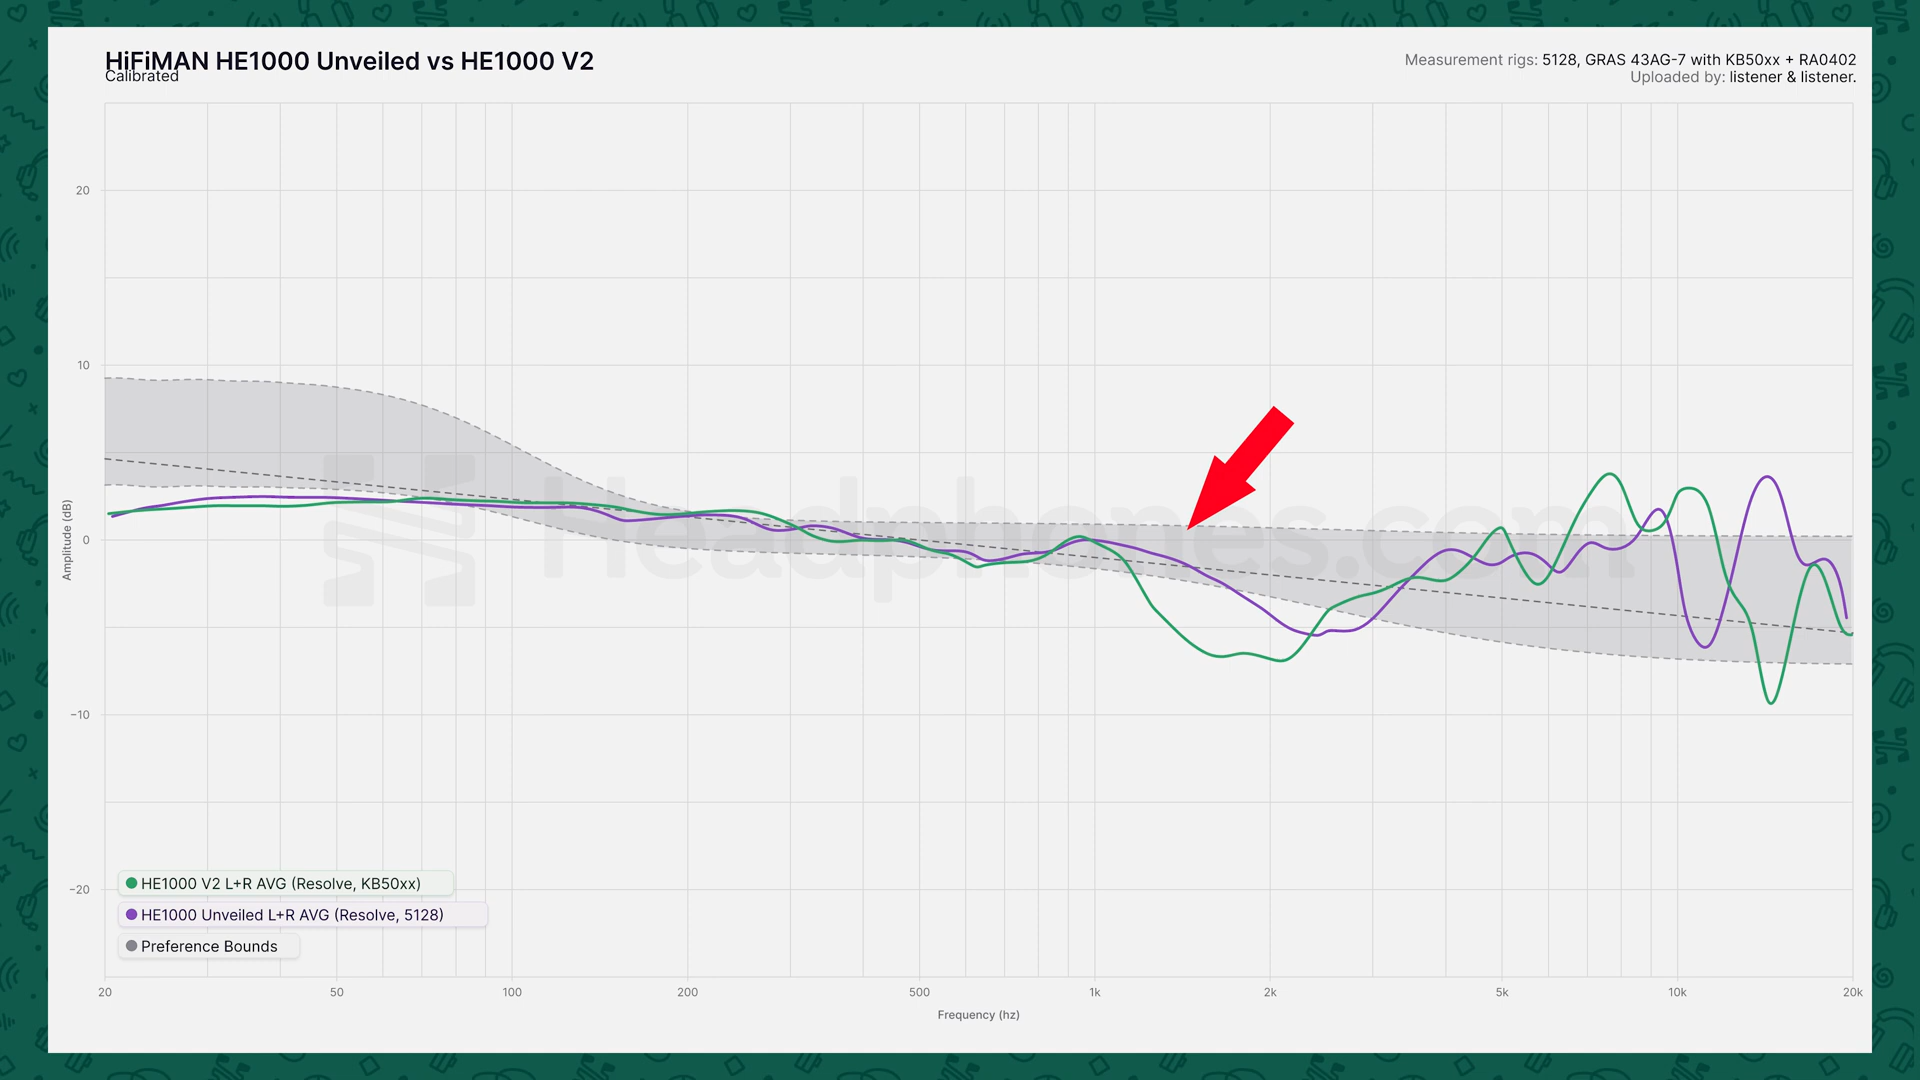 HiFiMAN HE1000 Unveiled vs HE1000 V2
Calibrated
Measurement rigs: 5128, GRAS 43AG-7 with KB50xx + RA0402
Uploaded by: listener & listener.
20
10
0
−10
−20
Amplitude (dB)
Headphones.com
HE1000 V2 L+R AVG (Resolve, KB50xx)
HE1000 Unveiled L+R AVG (Resolve, 5128)
Preference Bounds
20 50 100 200 500 1k 2k 5k 10k 20k
Frequency (hz)